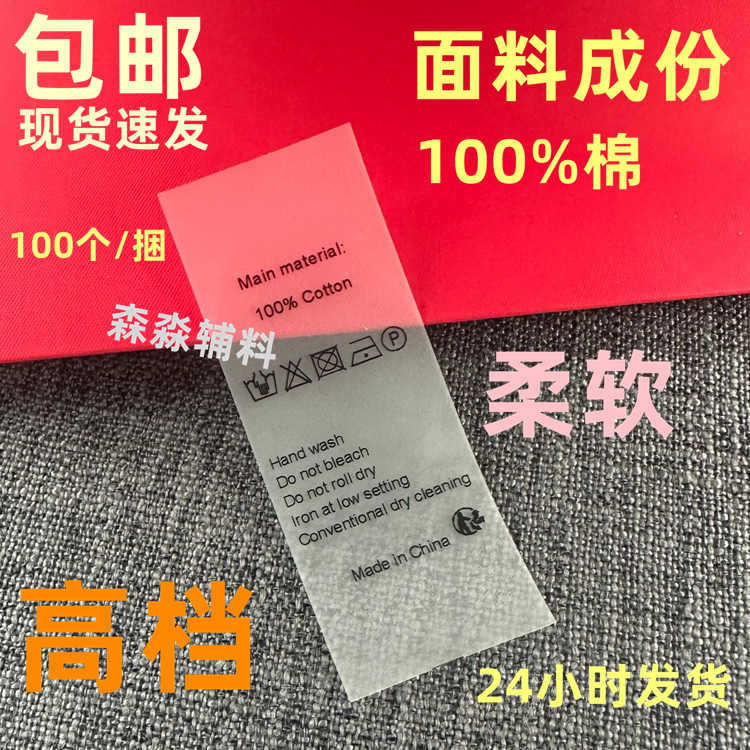 包邮
现货速发
面料成份
100%棉
100个/捆
森淼辅料
柔软
Main material:
100% Cotton
P
Hand wash
Do not bleach
Do not roll dry
Iron at low setting
Conventional dry cleaning
Made in China
高档
24小时发货